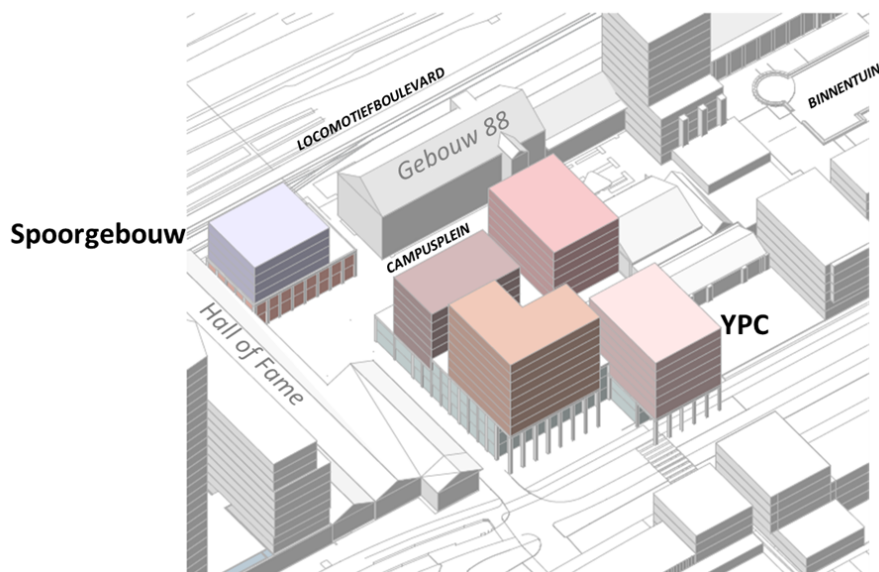 LOCOMOTIEFBOULEVARD
BINNENTUIN
Gebouw 88
Spoorgebouw
CAMPUSPLEIN
Hall of Fame
YPC